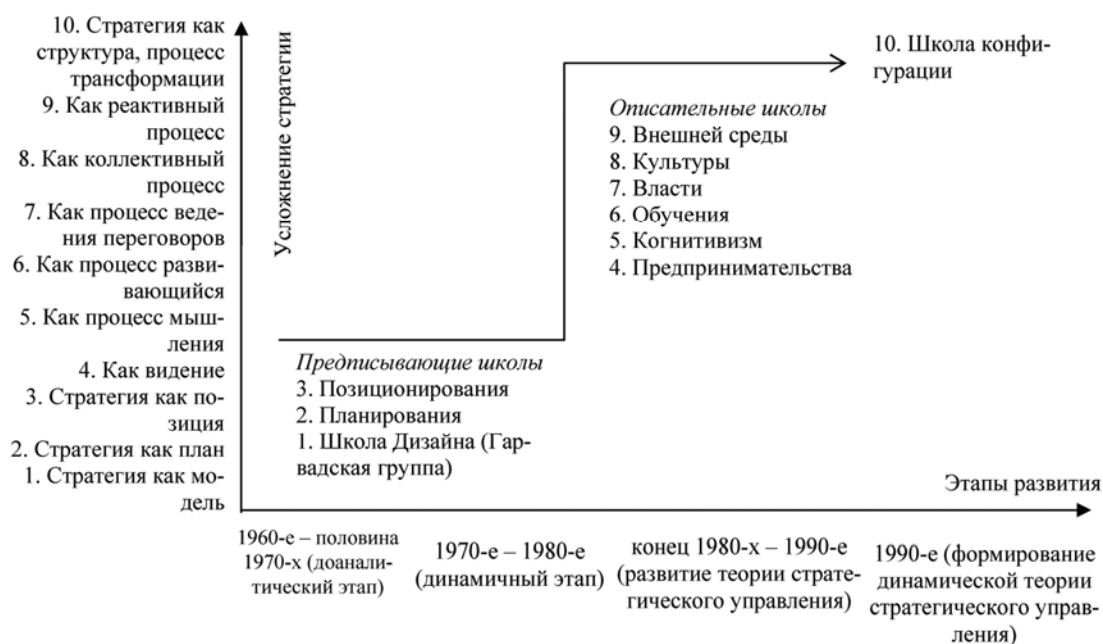 10. Стратегия как
структура, процесс
трансформации
9. Как реактивный
процесс
8. Как коллективный
процесс
7. Как процесс веде-
ния переговоров
6. Как процесс разви-
вающийся
5. Как процесс мыш-
ления
4. Как видение
3. Стратегия как по-
зиция
2. Стратегия как план
1. Стратегия как мо-
дель
Усложнение стратегии
10. Школа конфи-
гурации
Описательные школы
9. Внешней среды
8. Культуры
7. Власти
6. Обучения
5. Когнитивизм
4. Предпринимательства
Предписывающие школы
3. Позиционирования
2. Планирования
1. Школа Дизайна (Гар-
вадская группа)
Этапы развития
1960-е – половина
1970-х (доанали-
тический этап)
1970-е – 1980-е
(динамичный этап)
конец 1980-х – 1990-е
(развитие теории страте-
гического управления)
1990-е (формирование
динамической теории
стратегического управ-
ления)